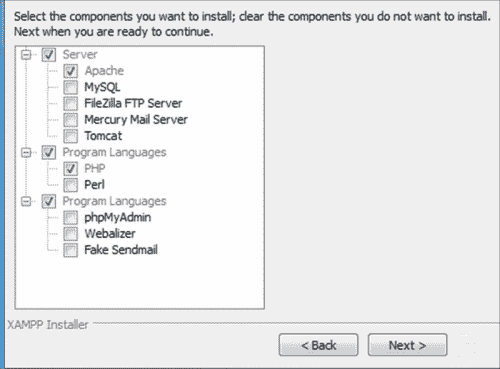 Select the components you want to install; clear the components you do not want to install.
Next when you are ready to continue.
Server
Apache
MySQL
FileZilla FTP Server
Mercury Mail Server
Tomcat
Program Languages
PHP
Perl
Program Languages
phpMyAdmin
Webalizer
Fake Sendmail
XAMPP Installer
< Back
Next >